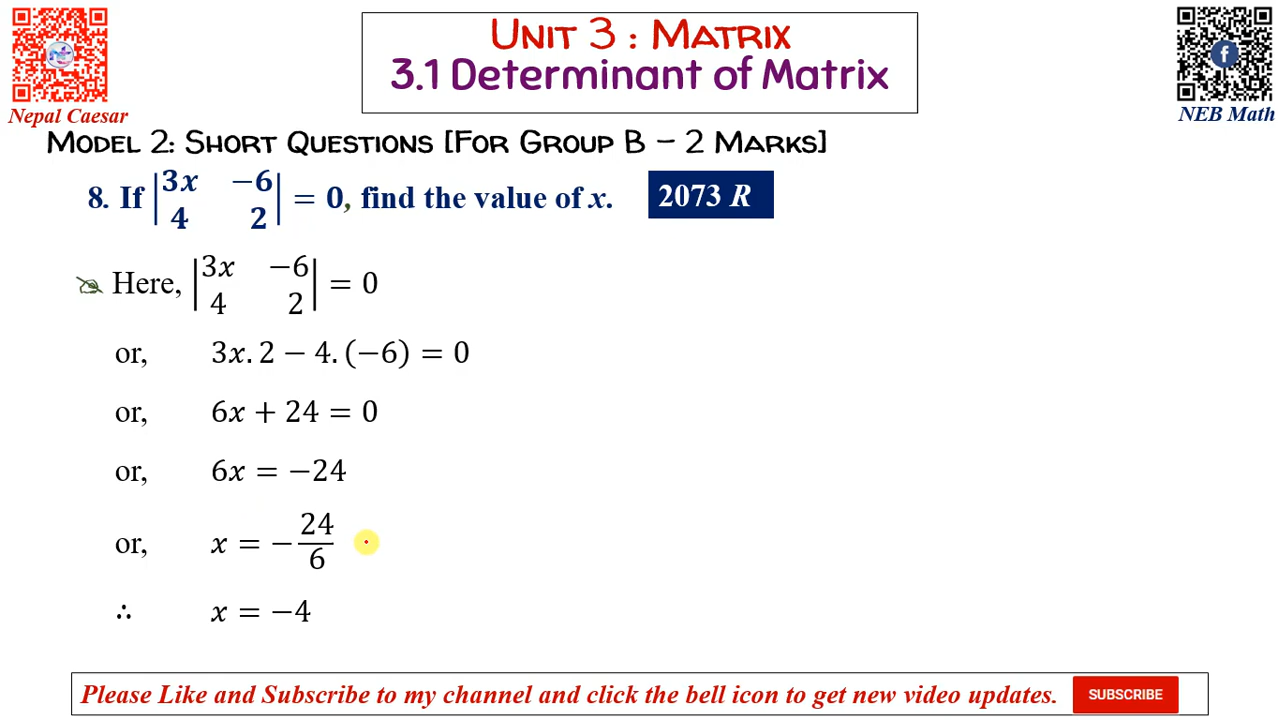 Unit 3 : Matrix
3.1 Determinant of Matrix
Nepal Caesar
NEB Math
Model 2: Short Questions [For Group B – 2 Marks]
8. If |3x −6| = 0, find the value of x. 2073 R
|4 2|
Here, |3x −6| = 0
|4 2|
or, 3x. 2 − 4. (−6) = 0
or, 6x + 24 = 0
or, 6x = −24
or, x = −24/6
∴ x = −4
Please Like and Subscribe to my channel and click the bell icon to get new video updates. SUBSCRIBE